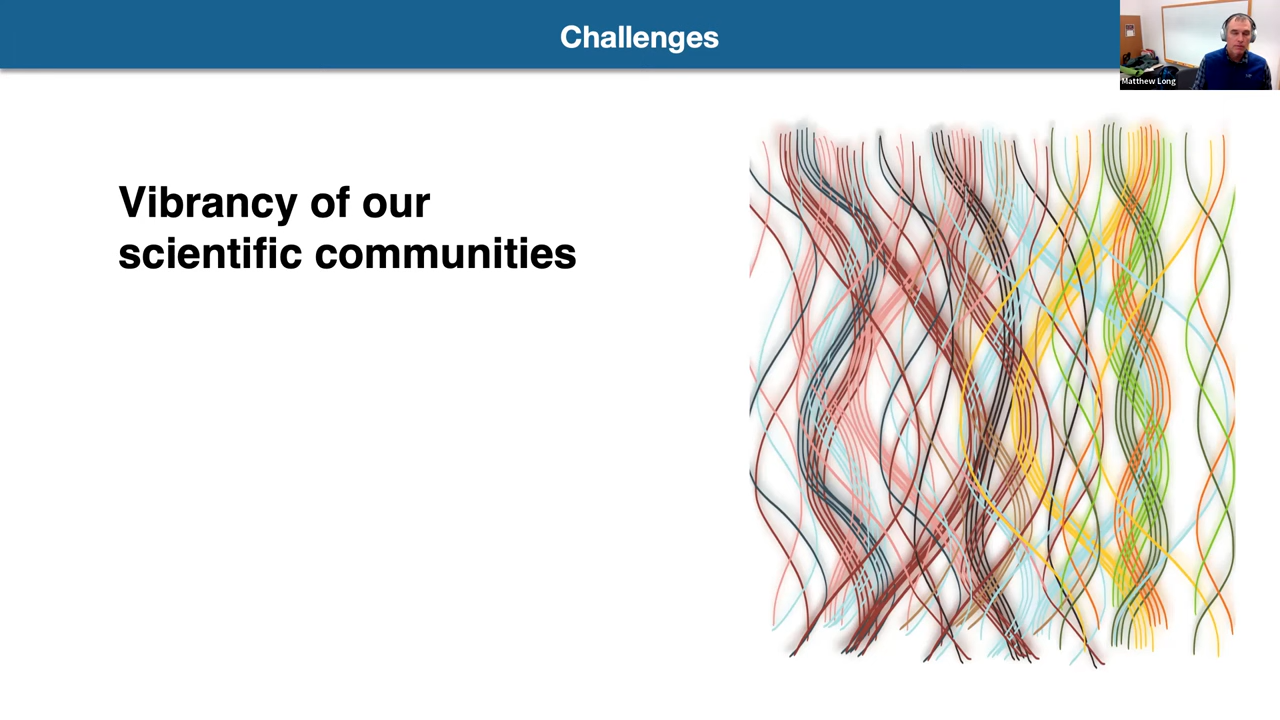 Challenges
Matthew Long
Vibrancy of our
scientific communities